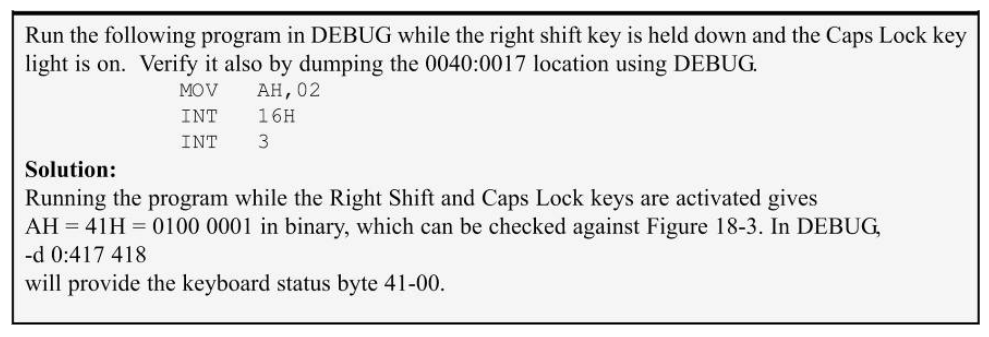 Run the following program in DEBUG while the right shift key is held down and the Caps Lock key
light is on. Verify it also by dumping the 0040:0017 location using DEBUG.
MOV AH,02
INT 16H
INT 3
Solution:
Running the program while the Right Shift and Caps Lock keys are activated gives
AH = 41H = 0100 0001 in binary, which can be checked against Figure 18-3. In DEBUG,
-d 0:417 418
will provide the keyboard status byte 41-00.